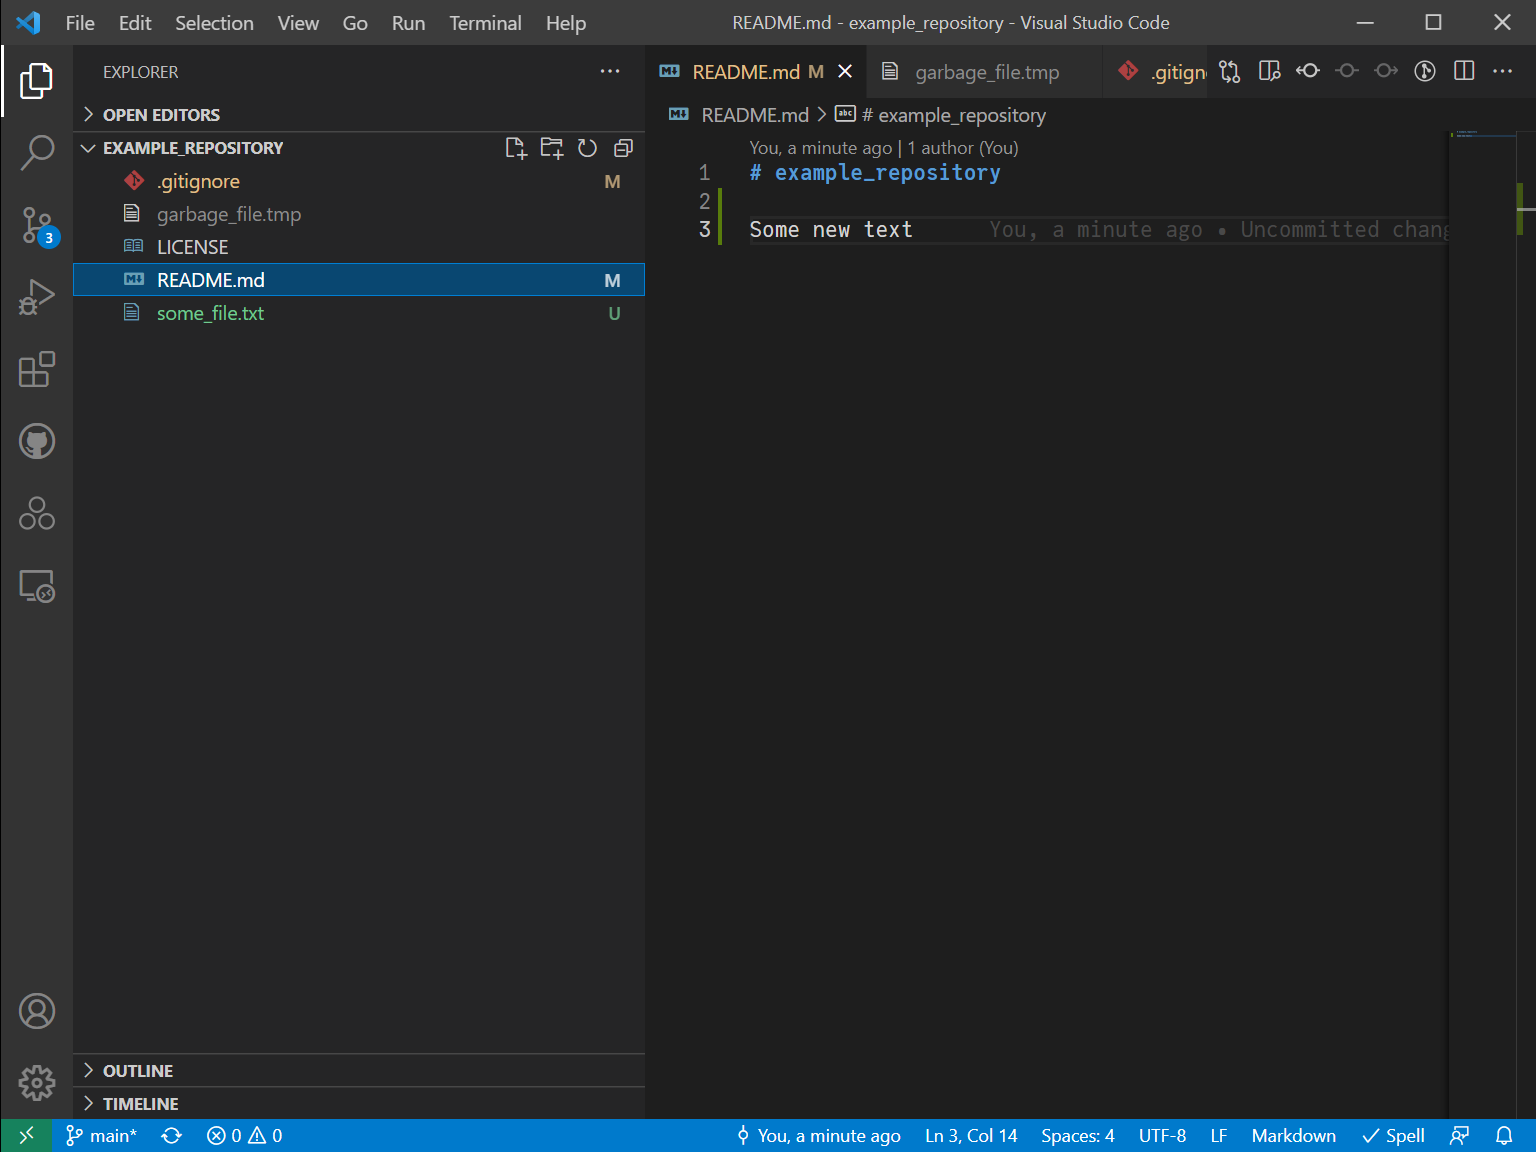 File Edit Selection View Go Run Terminal Help
README.md - example_repository - Visual Studio Code
EXPLORER
OPEN EDITORS
EXAMPLE_REPOSITORY
.gitignore M
garbage_file.tmp
LICENSE
README.md M
some_file.txt U
OUTLINE
TIMELINE
3
README.md M
garbage_file.tmp
.gitign
README.md > # example_repository
You, a minute ago | 1 author (You)
1 # example_repository
2
3 Some new text You, a minute ago • Uncommitted chang
main* 0 0
You, a minute ago Ln 3, Col 14 Spaces: 4 UTF-8 LF Markdown Spell